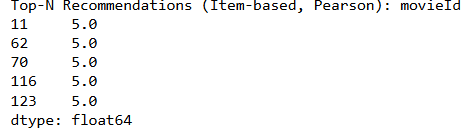 Top-N Recommendations (Item-based, Pearson): movieId
11 5.0
62 5.0
70 5.0
116 5.0
123 5.0
dtype: float64